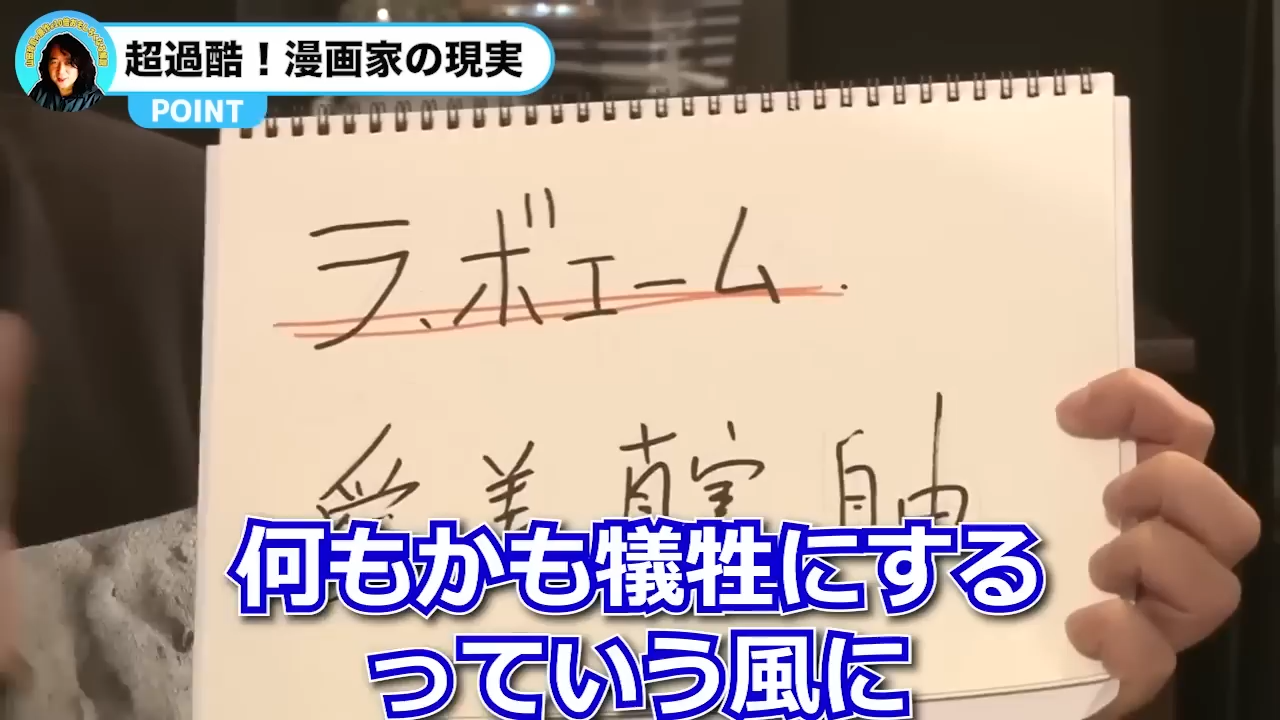 超過酷！漫画家の現実
POINT
ラ、ボエーム.
愛 美 真実 自由
何もかも犠牲にする
っていう風に